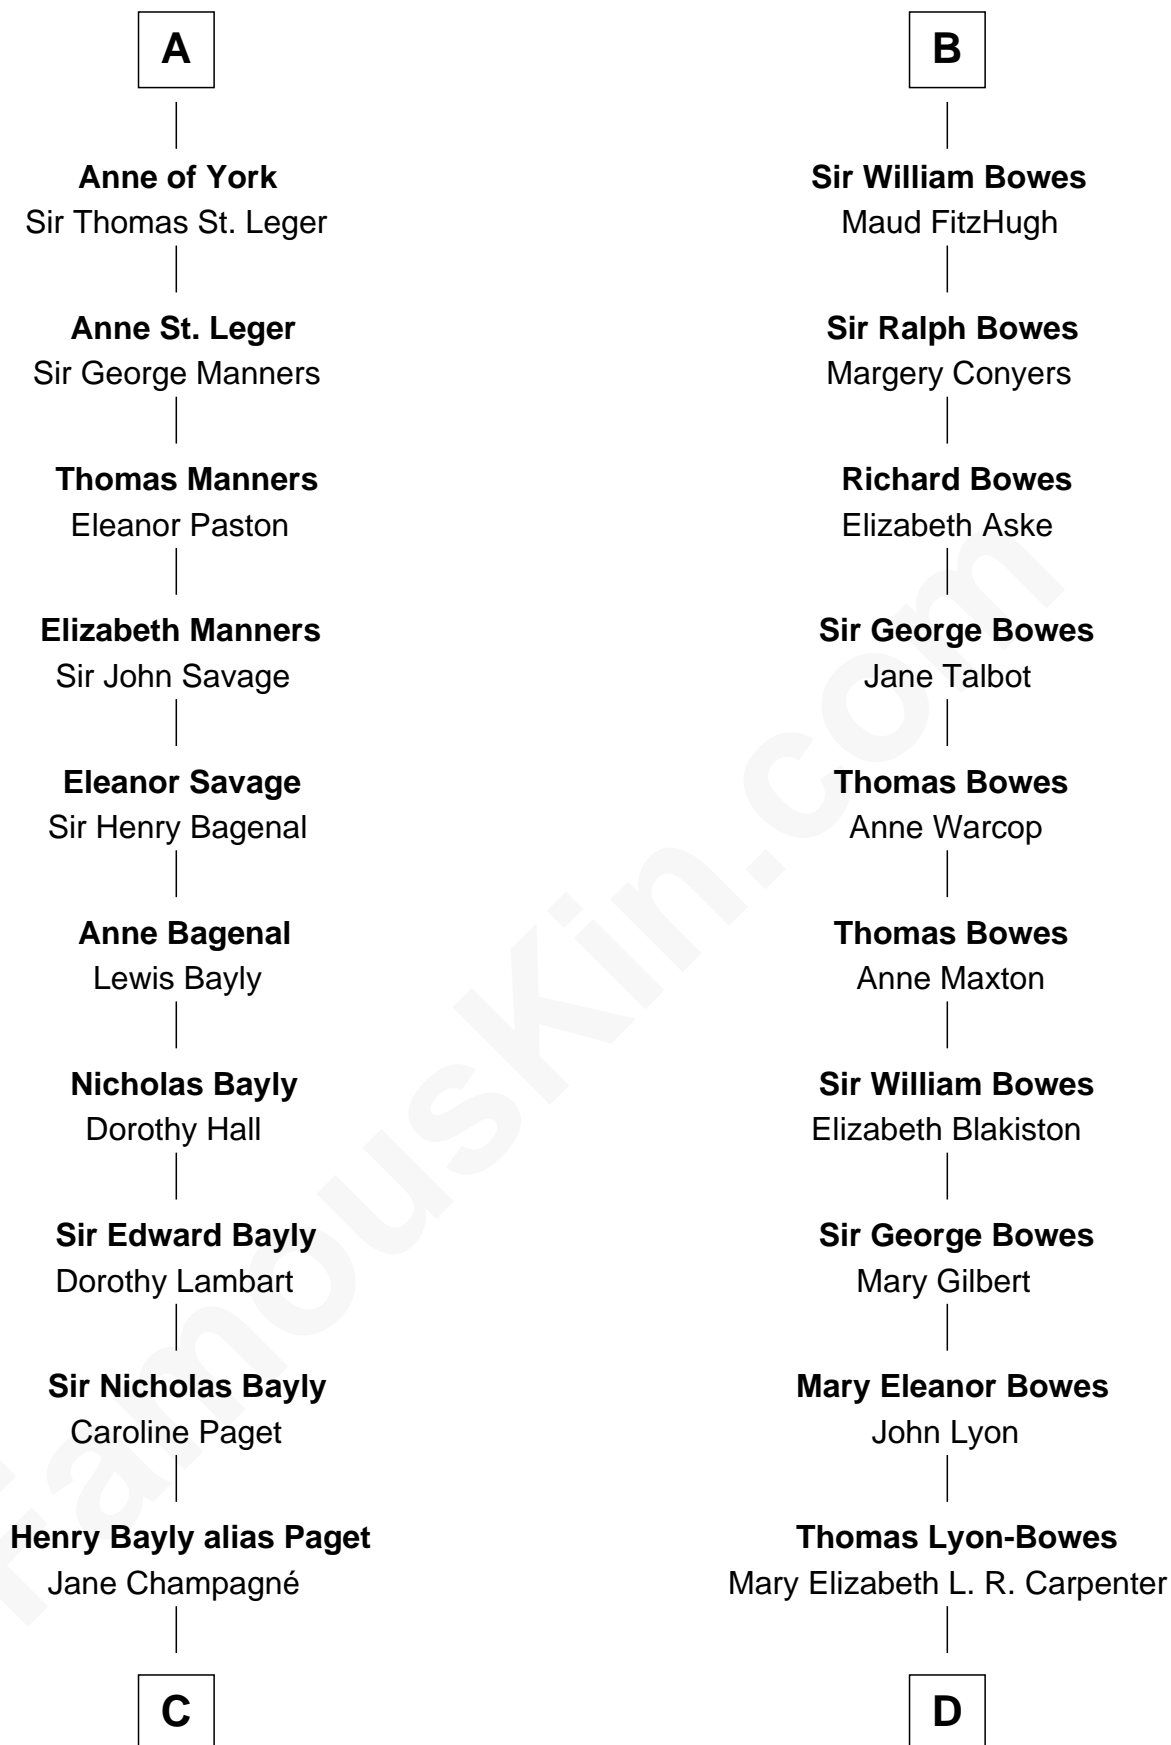 A
Anne of York
Sir Thomas St. Leger
Anne St. Leger
Sir George Manners
Thomas Manners
Eleanor Paston
Elizabeth Manners
Sir John Savage
Eleanor Savage
Sir Henry Bagenal
Anne Bagenal
Lewis Bayly
Nicholas Bayly
Dorothy Hall
Sir Edward Bayly
Dorothy Lambart
Sir Nicholas Bayly
Caroline Paget
Henry Bayly alias Paget
Jane Champagné
C
B
Sir William Bowes
Maud FitzHugh
Sir Ralph Bowes
Margery Conyers
Richard Bowes
Elizabeth Aske
Sir George Bowes
Jane Talbot
Thomas Bowes
Anne Warcop
Thomas Bowes
Anne Maxton
Sir William Bowes
Elizabeth Blakiston
Sir George Bowes
Mary Gilbert
Mary Eleanor Bowes
John Lyon
Thomas Lyon-Bowes
Mary Elizabeth L. R. Carpenter
D
FamousKin.com